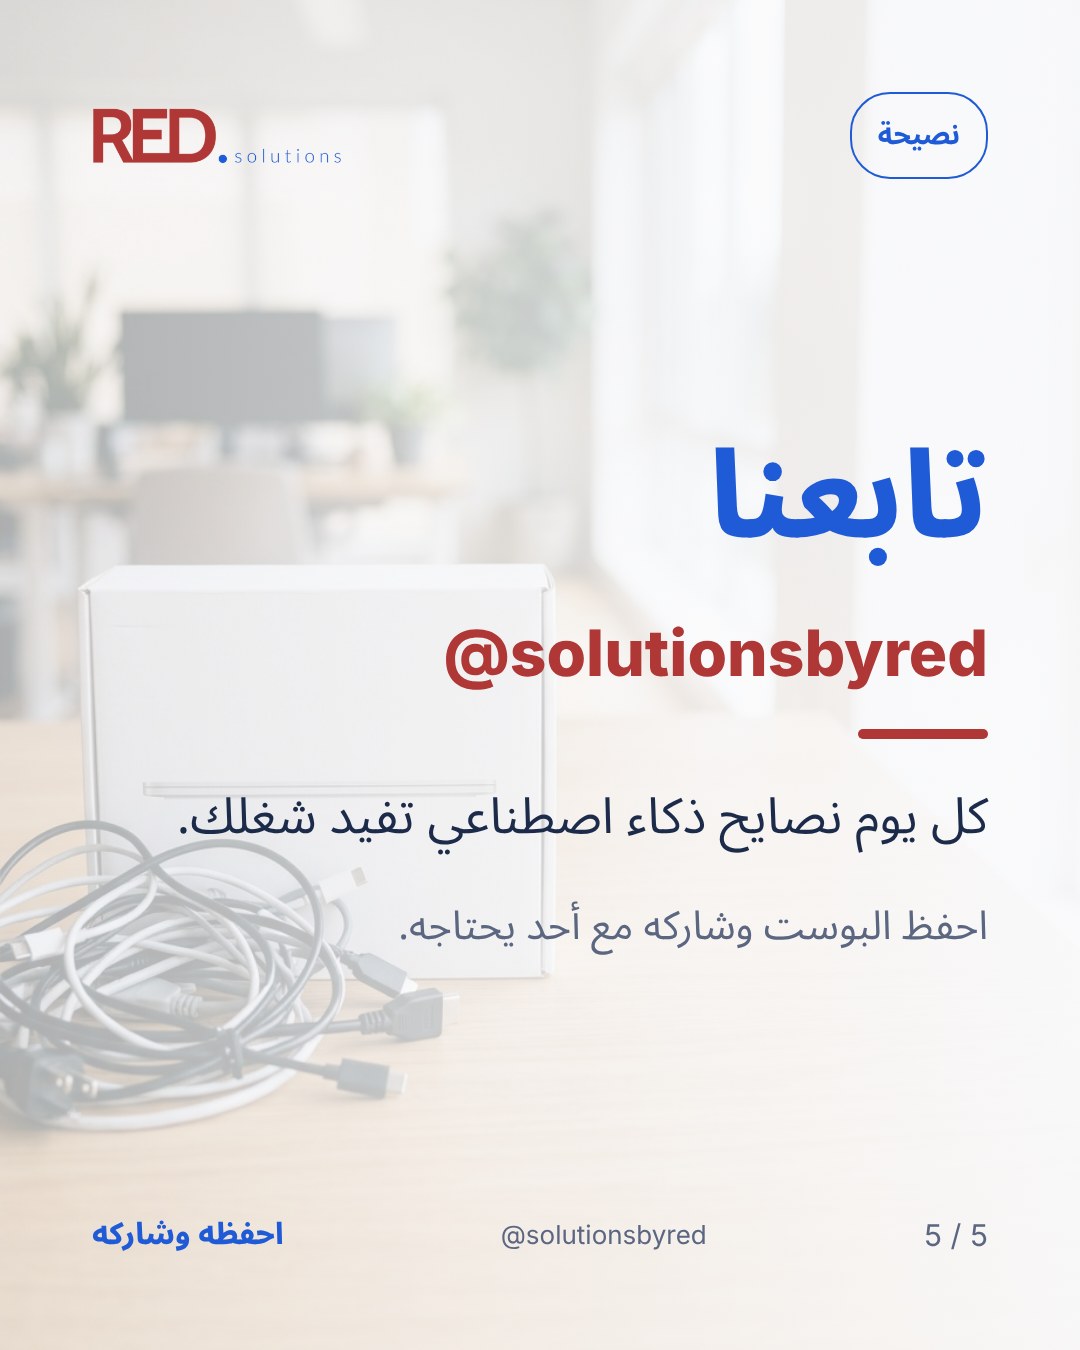 RED.solutions
نصيحة
تابعنا
@solutionsbyred
كل يوم نصايح ذكاء اصطناعي تفيد شغلك.
احفظ البوست وشاركه مع أحد يحتاجه.
احفظه وشاركه
@solutionsbyred
5 / 5